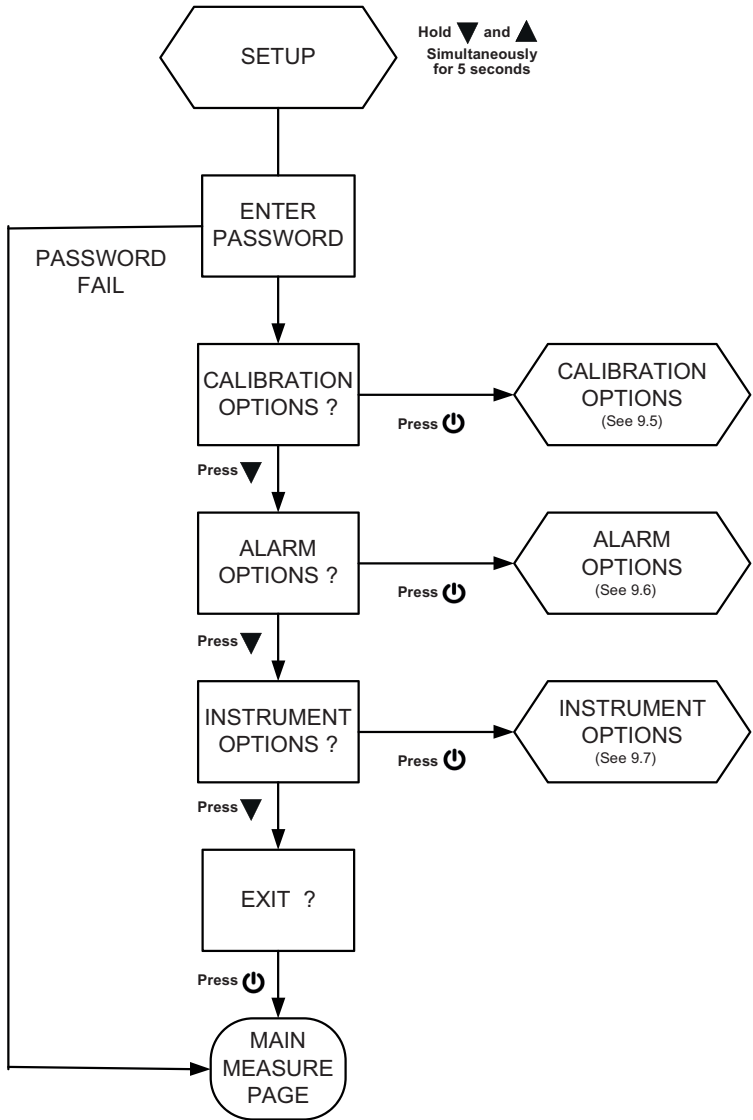 SETUP
Hold ▼ and ▲
Simultaneously
for 5 seconds
ENTER
PASSWORD
PASSWORD
FAIL
CALIBRATION
OPTIONS ?
Press ⏻
CALIBRATION
OPTIONS
(See 9.5)
Press ▼
ALARM
OPTIONS ?
Press ⏻
ALARM
OPTIONS
(See 9.6)
Press ▼
INSTRUMENT
OPTIONS ?
Press ⏻
INSTRUMENT
OPTIONS
(See 9.7)
Press ▼
EXIT ?
Press ⏻
MAIN
MEASURE
PAGE